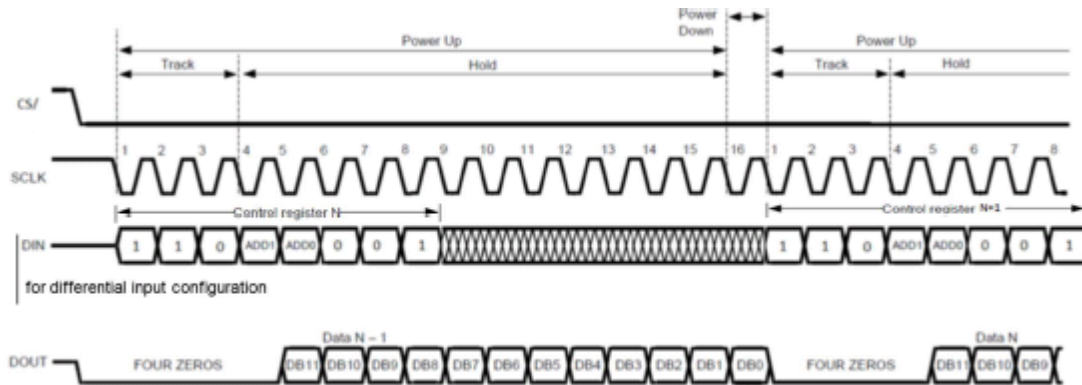 Power Down
Power Up Power Up
Track Hold Track Hold
CS/
1 2 3 4 5 6 7 8 9 10 11 12 13 14 15 16 1 2 3 4 5 6 7 8
SCLK
Control register N Control register N+1
DIN 1 1 0 ADD1 ADD0 0 0 1 1 1 0 ADD1 ADD0 0 0 1
for differential input configuration
Data N – 1 Data N
DOUT FOUR ZEROS DB11 DB10 DB9 DB8 DB7 DB6 DB5 DB4 DB3 DB2 DB1 DB0 FOUR ZEROS DB11 DB10 DB9